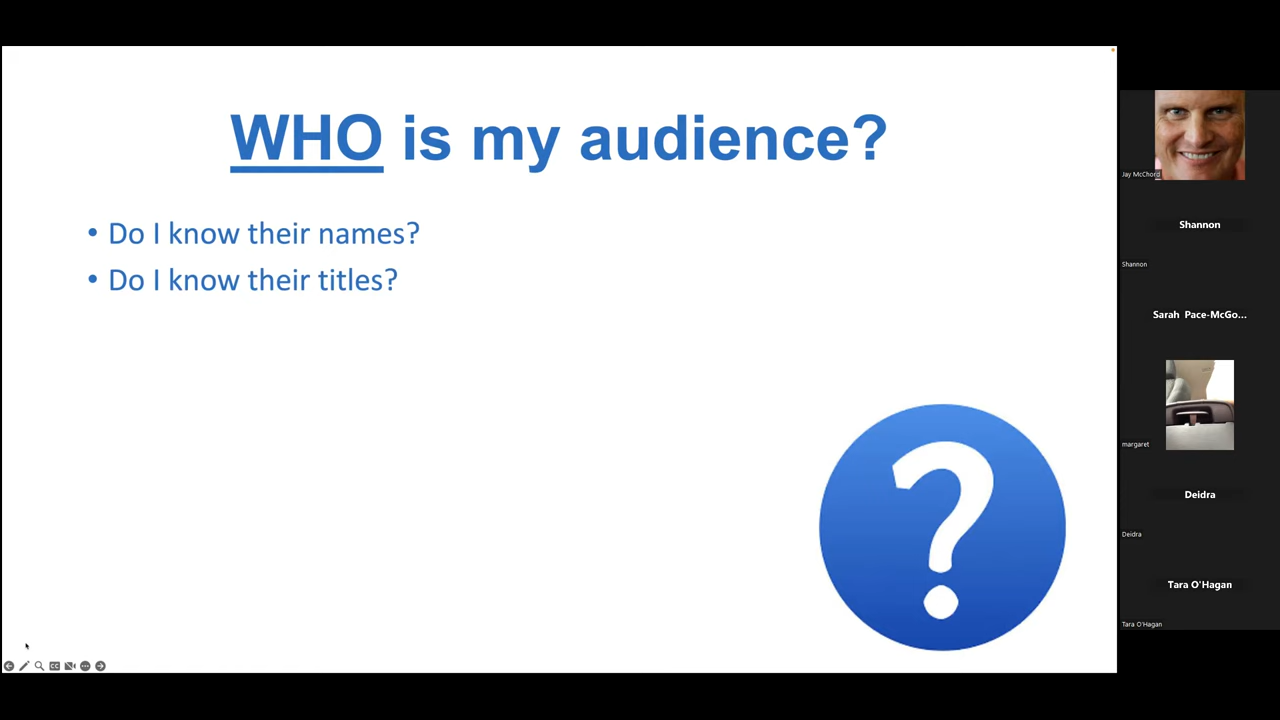 WHO is my audience?
• Do I know their names?
• Do I know their titles?
?
CC
Jay McChord
Shannon
Shannon
Sarah Pace-McGo...
margaret
Deidra
Deidra
Tara O'Hagan
Tara O'Hagan